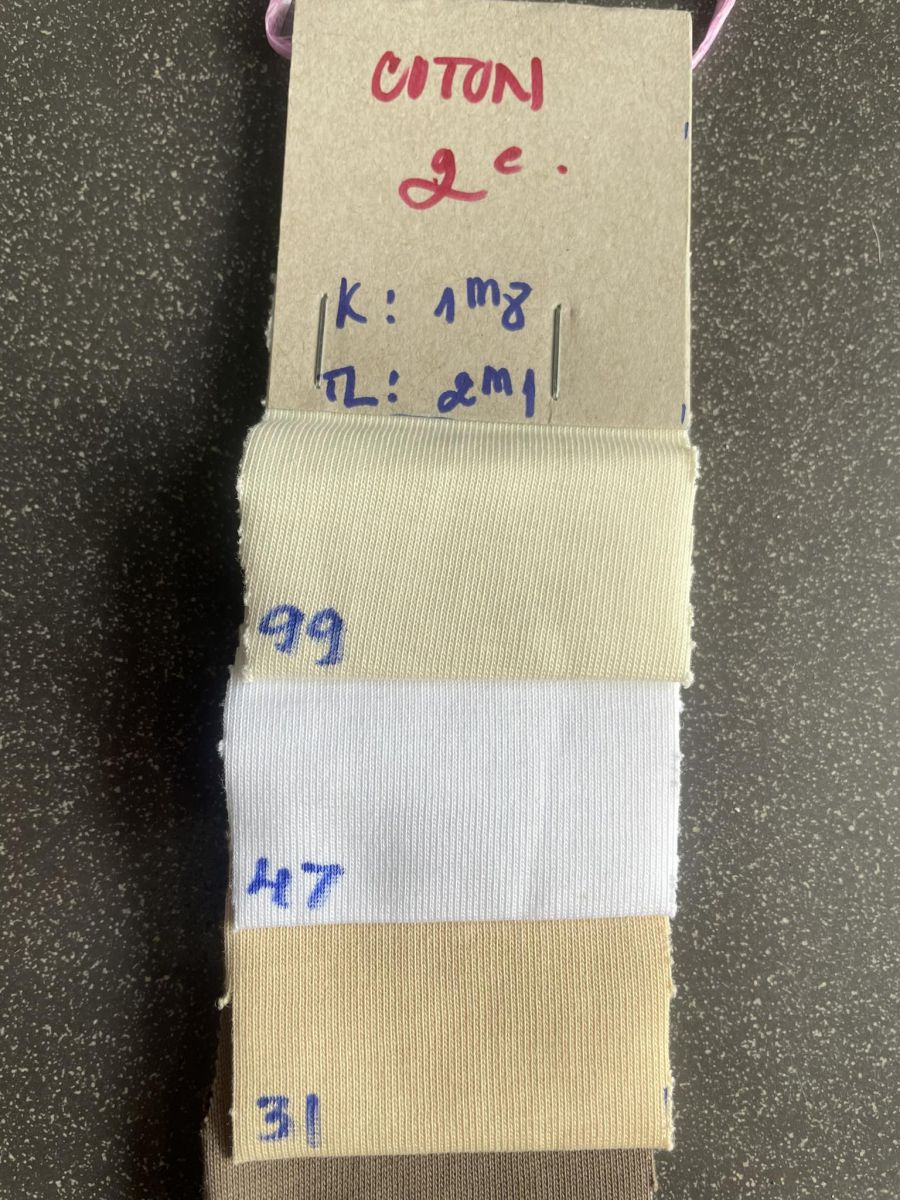 COTON
2c.
K: 1m8
TL: 2m1
99
47
31